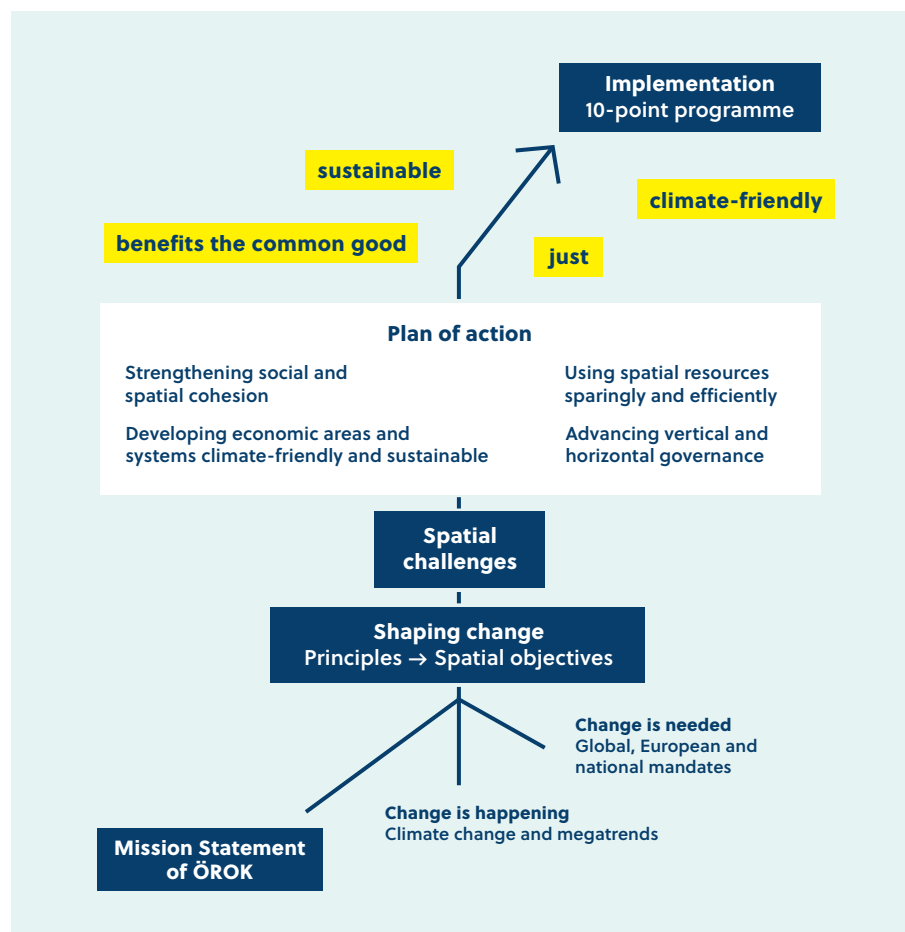 Implementation
10-point programme
sustainable
climate-friendly
benefits the common good
just
Plan of action
Strengthening social and
spatial cohesion
Using spatial resources
sparingly and efficiently
Developing economic areas and
systems climate-friendly and sustainable
Advancing vertical and
horizontal governance
Spatial
challenges
Shaping change
Principles → Spatial objectives
Change is needed
Global, European and
national mandates
Change is happening
Climate change and megatrends
Mission Statement
of ÖROK